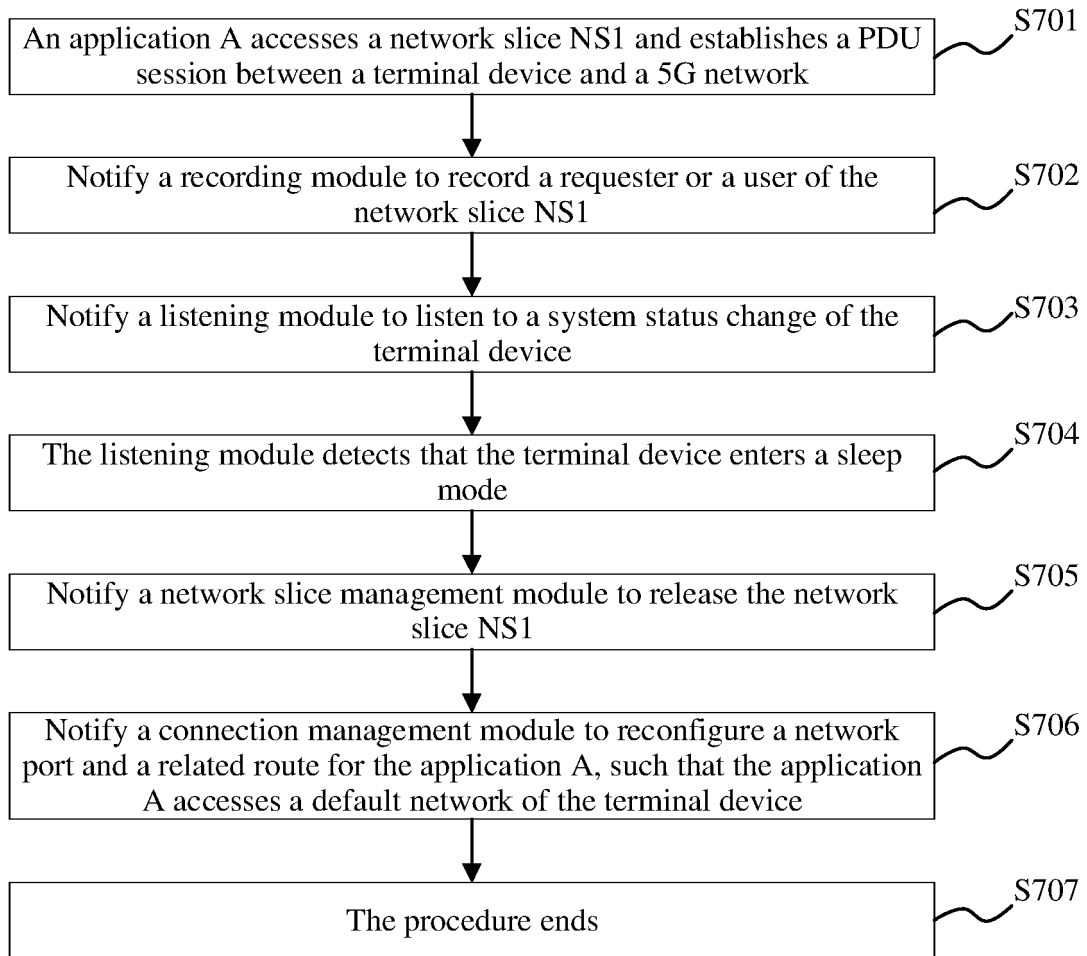 S701
An application A accesses a network slice NS1 and establishes a PDU
session between a terminal device and a 5G network
S702
Notify a recording module to record a requester or a user of the
network slice NS1
S703
Notify a listening module to listen to a system status change of the
terminal device
S704
The listening module detects that the terminal device enters a sleep
mode
S705
Notify a network slice management module to release the network
slice NS1
S706
Notify a connection management module to reconfigure a network
port and a related route for the application A, such that the application
A accesses a default network of the terminal device
S707
The procedure ends